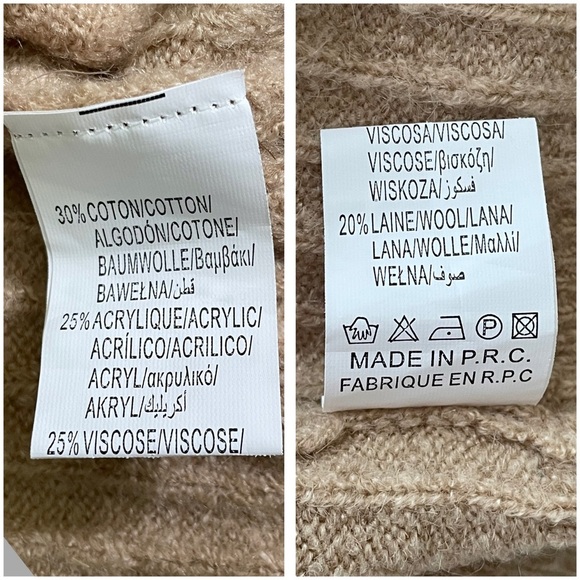 30% COTON/COTTON/
ALGODÓN/COTONE/
BAUMWOLLE/Βαμβάκι/
BAWEŁNA/قطن/
25% ACRYLIQUE/ACRYLIC/
ACRÍLICO/ACRILICO/
ACRYL/ακρυλικό/
AKRYL/أكريليك/
25% VISCOSE/VISCOSE/
VISCOSA/VISCOSA/
VISCOSE/βισκόζη/
WISKOZA/فسكوز/
20% LAINE/WOOL/LANA/
LANA/WOLLE/Μαλλί/
WEŁNA/صوف/
P
MADE IN P.R.C.
FABRIQUE EN R.P.C